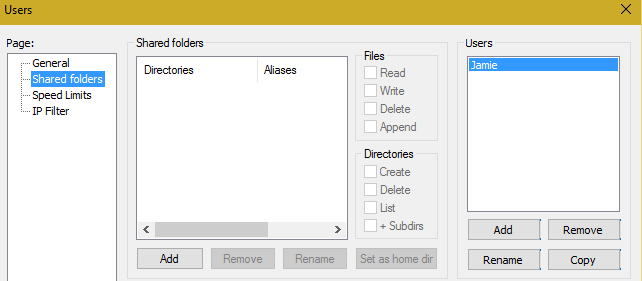 Users
Page:
General
Shared folders
Speed Limits
IP Filter
Shared folders
Directories Aliases
Add Remove Rename Set as home dir
Files
Read
Write
Delete
Append
Directories
Create
Delete
List
+ Subdirs
Users
Jamie
Add Remove
Rename Copy